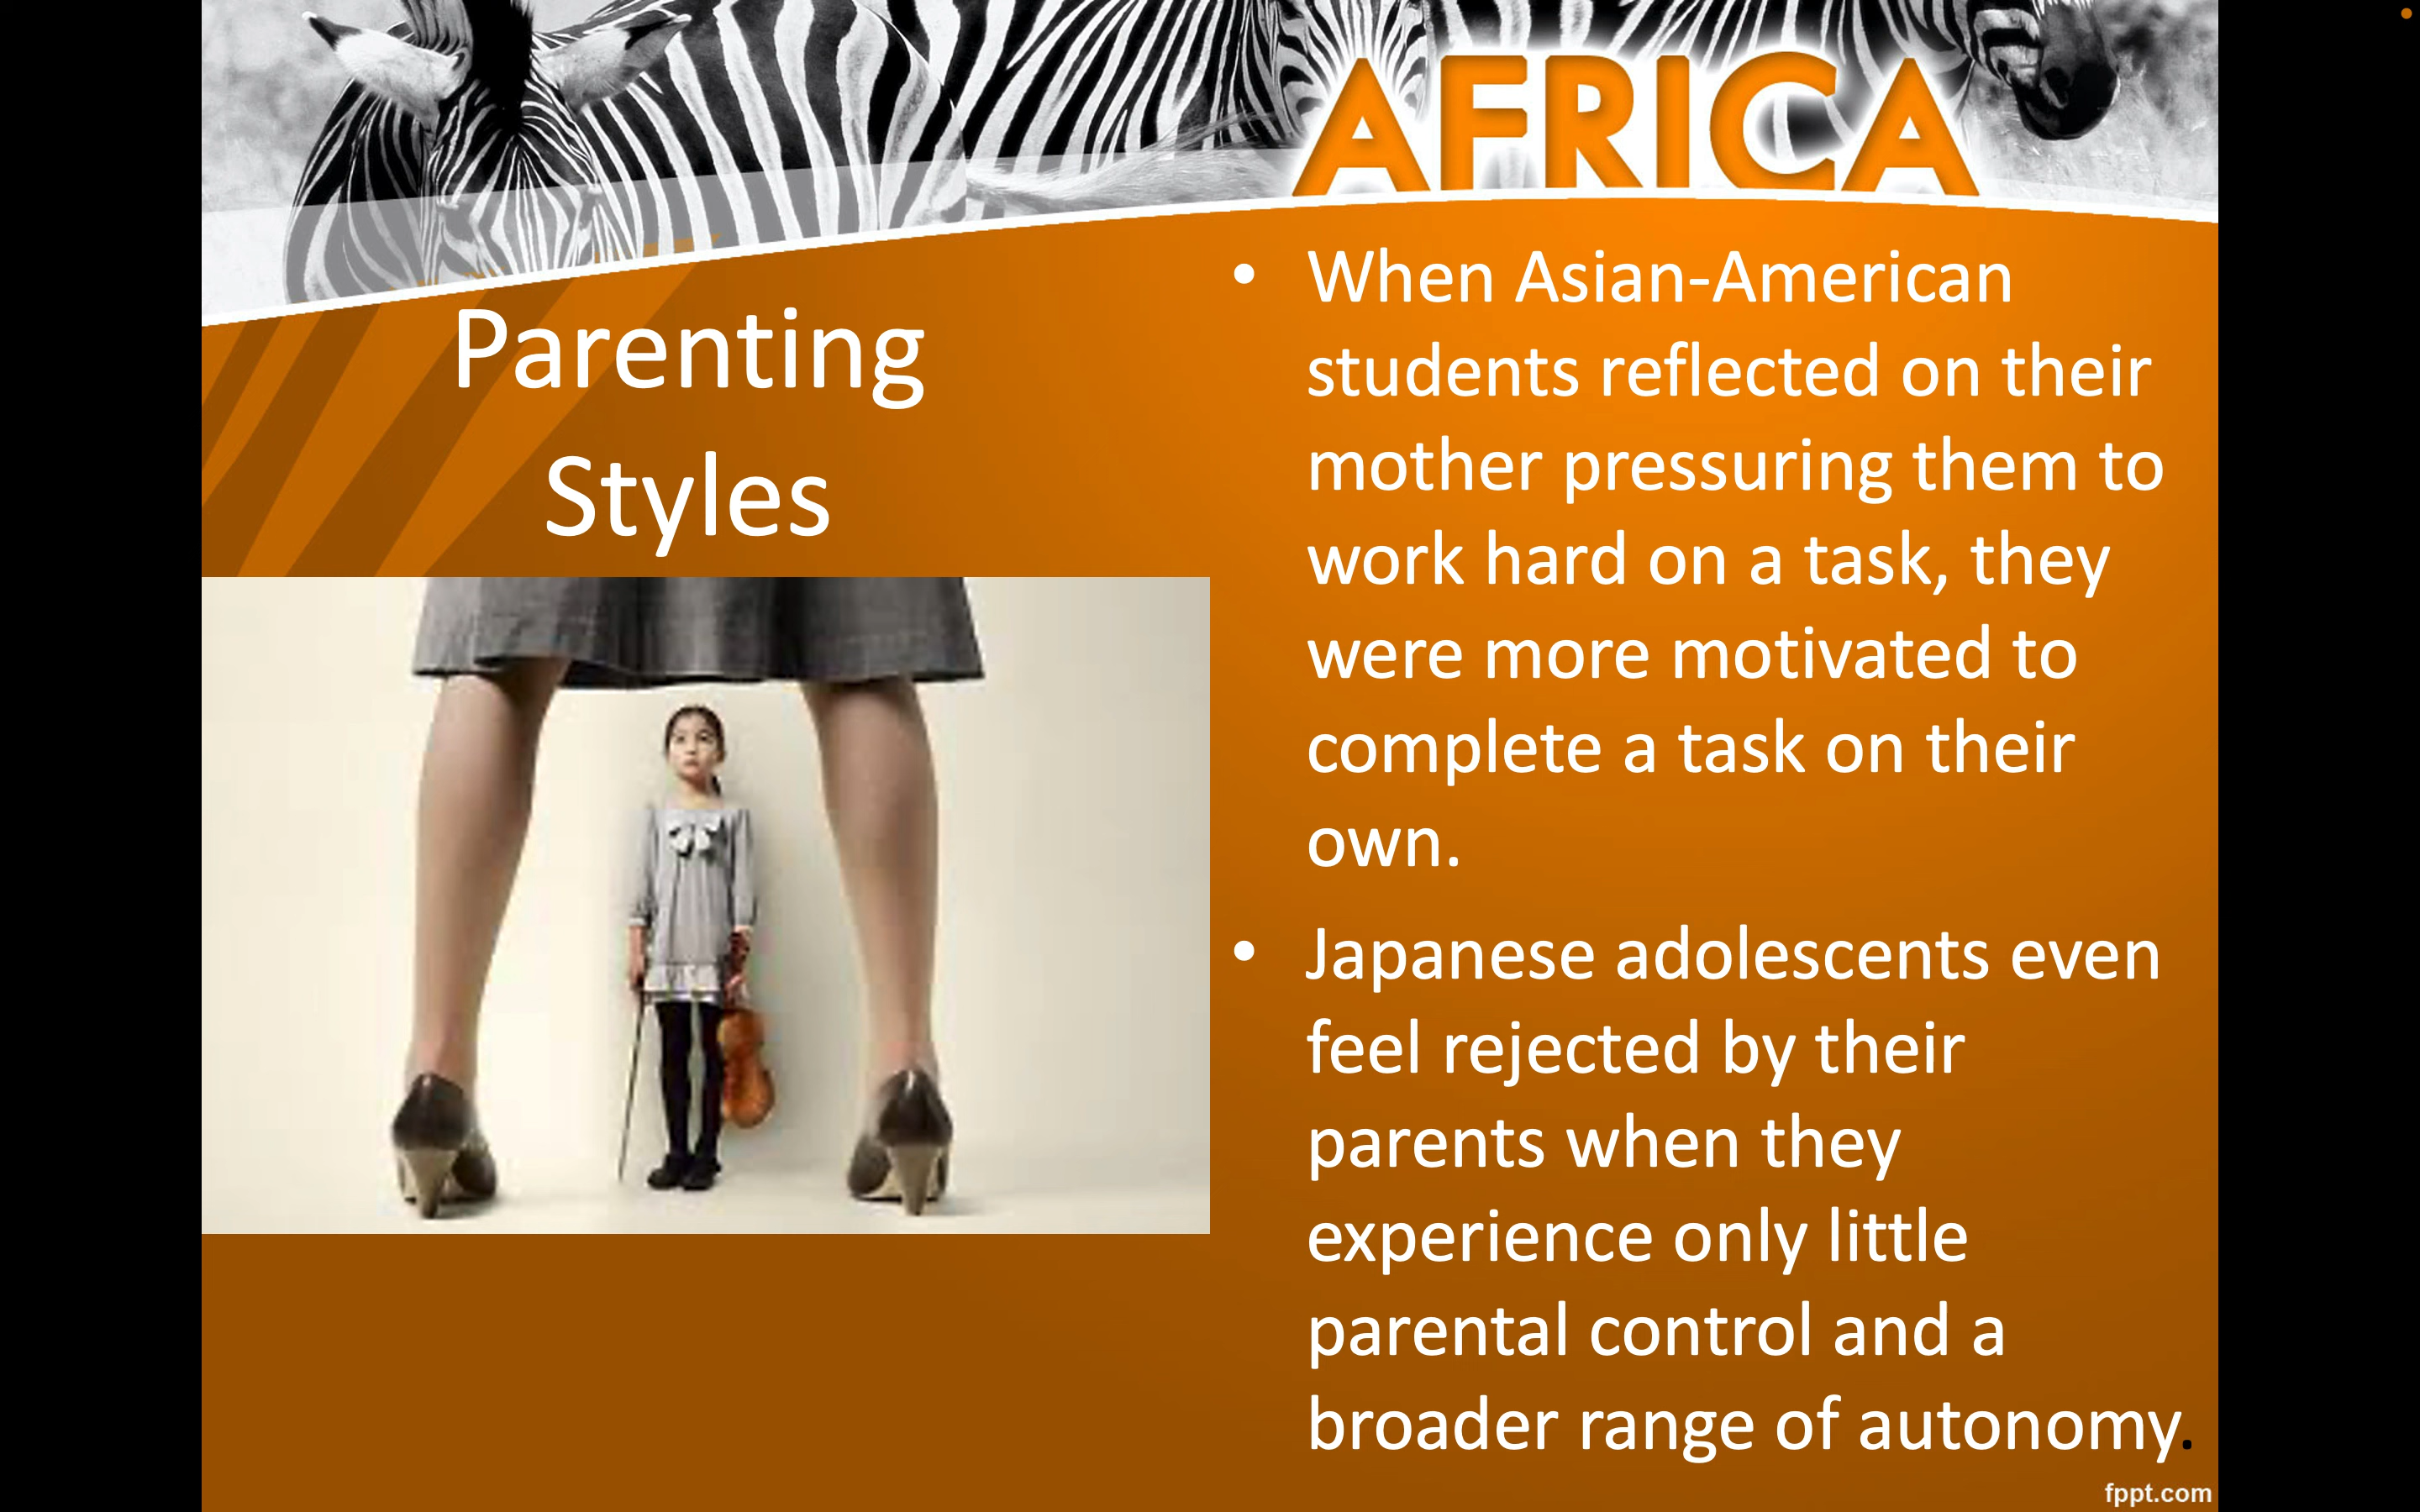 AFRICA
Parenting
Styles
• When Asian-American
students reflected on their
mother pressuring them to
work hard on a task, they
were more motivated to
complete a task on their
own.
• Japanese adolescents even
feel rejected by their
parents when they
experience only little
parental control and a
broader range of autonomy.
fppt.com